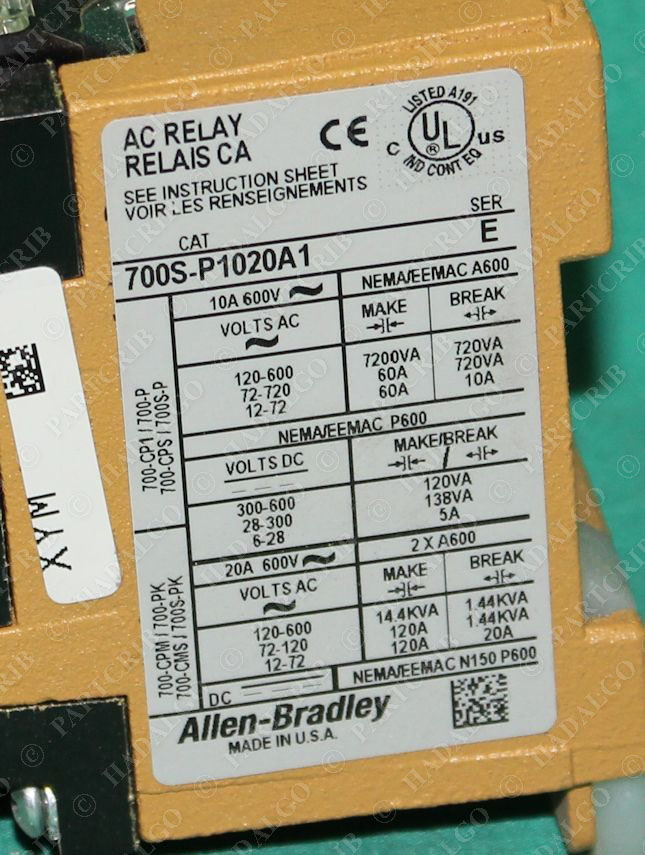 AC RELAY
RELAIS CA
SEE INSTRUCTION SHEET
VOIR LES RENSEIGNEMENTS
CE
LISTED A191
C UL ® US
IND CONT EQ
CAT SER
700S-P1020A1 E
700-CP1 / 700-P
700-CPS / 700S-P
10A 600V NEMA/EEMAC A600
VOLTS AC MAKE BREAK
120-600 7200VA 720VA
72-720 60A 720VA
12-72 60A 10A
NEMA/EEMAC P600
VOLTS DC MAKE/BREAK
300-600 120VA
28-300 138VA
6-28 5A
700-CPM / 700-PK
700-CMS / 700S-PK
20A 600V 2 X A600
VOLTS AC MAKE BREAK
120-600 14.4KVA 1.44KVA
72-120 120A 1.44KVA
12-72 120A 20A
DC NEMA/EEMAC N150 P600
Allen-Bradley
MADE IN U.S.A.
XYM
© PARTCRIB
© HADALGO